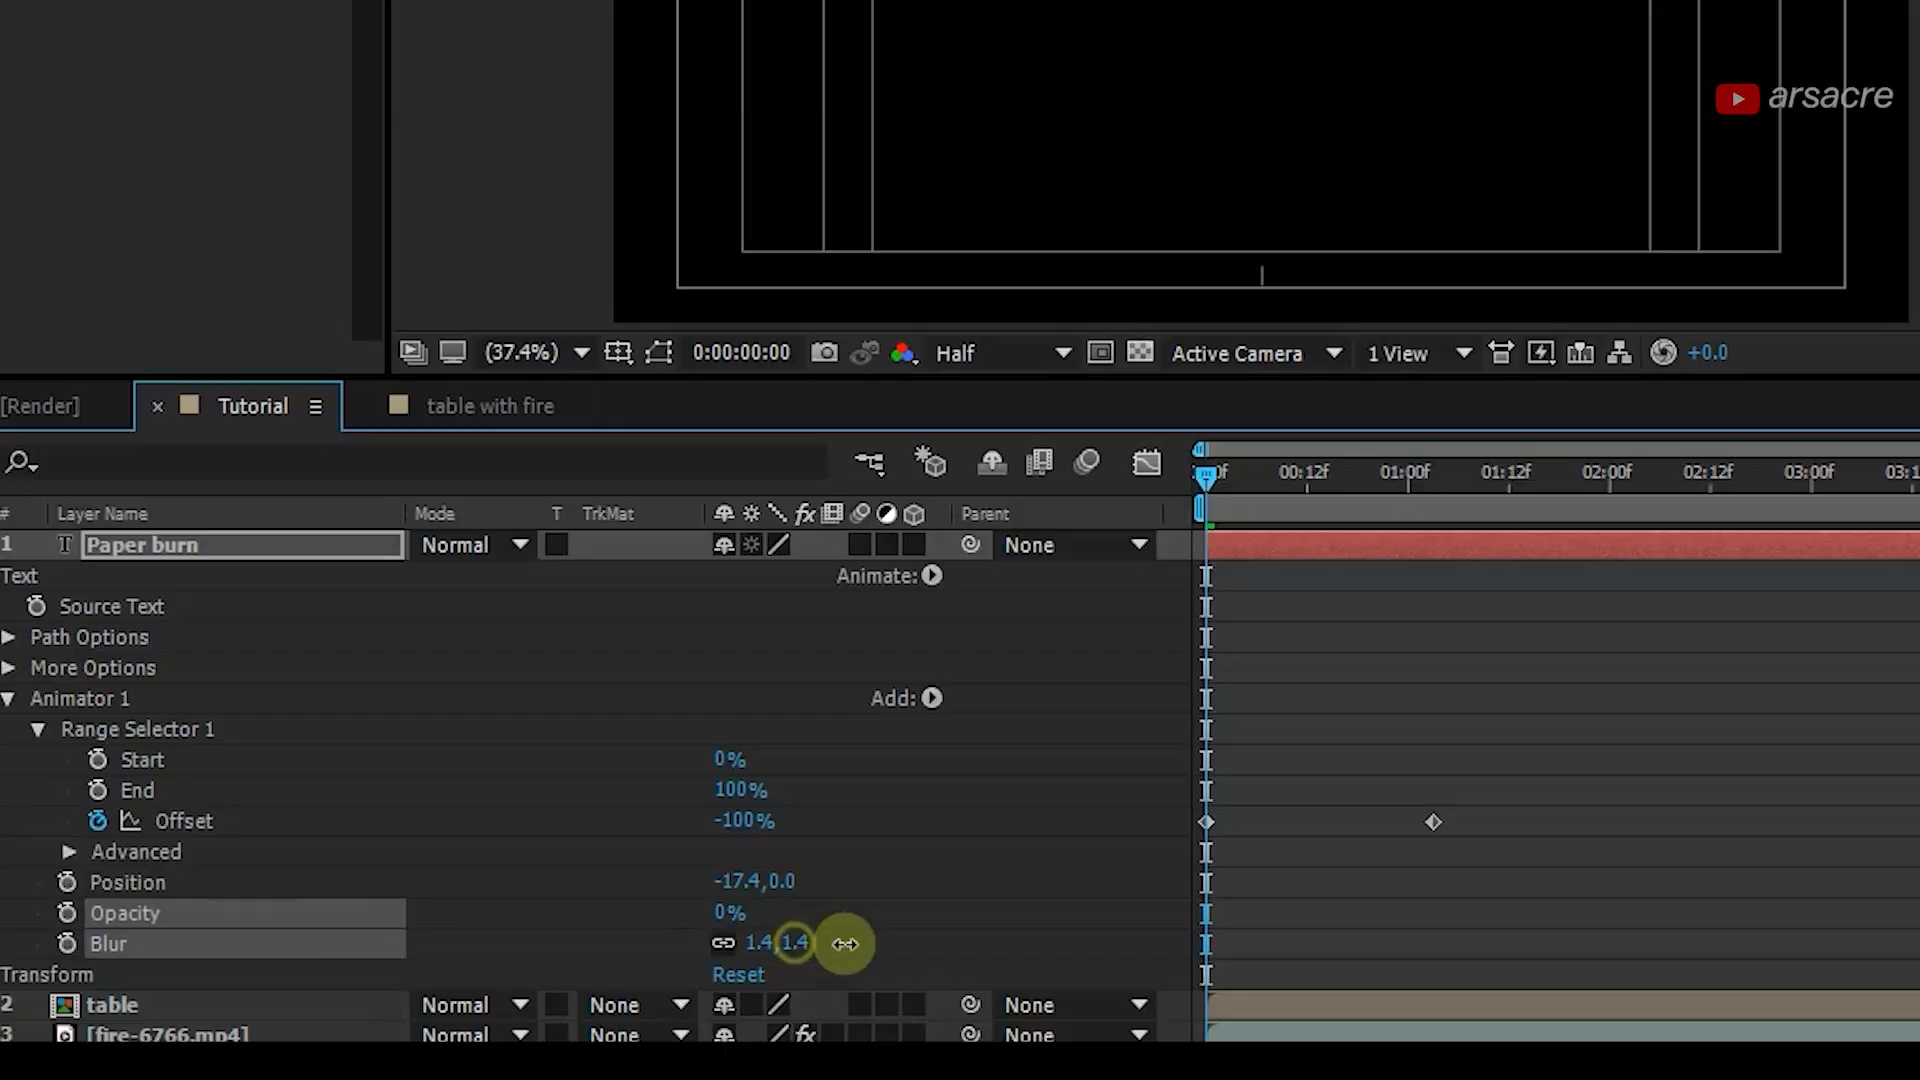 arsacre
(37.4%) 0:00:00:00 Half Active Camera 1 View +0.0
[Render] × Tutorial table with fire
0f 00:12f 01:00f 01:12f 02:00f 02:12f 03:00f 03:1
# Layer Name Mode T TrkMat fx Parent
1 T Paper burn Normal None
Text Animate:
Source Text
Path Options
More Options
Animator 1 Add:
Range Selector 1
Start 0%
End 100%
Offset -100%
Advanced
Position -17.4,0.0
Opacity 0%
Blur 1.4,1.4
Transform Reset
2 table Normal None None
3 [fire-6766.mp4] Normal None fx None